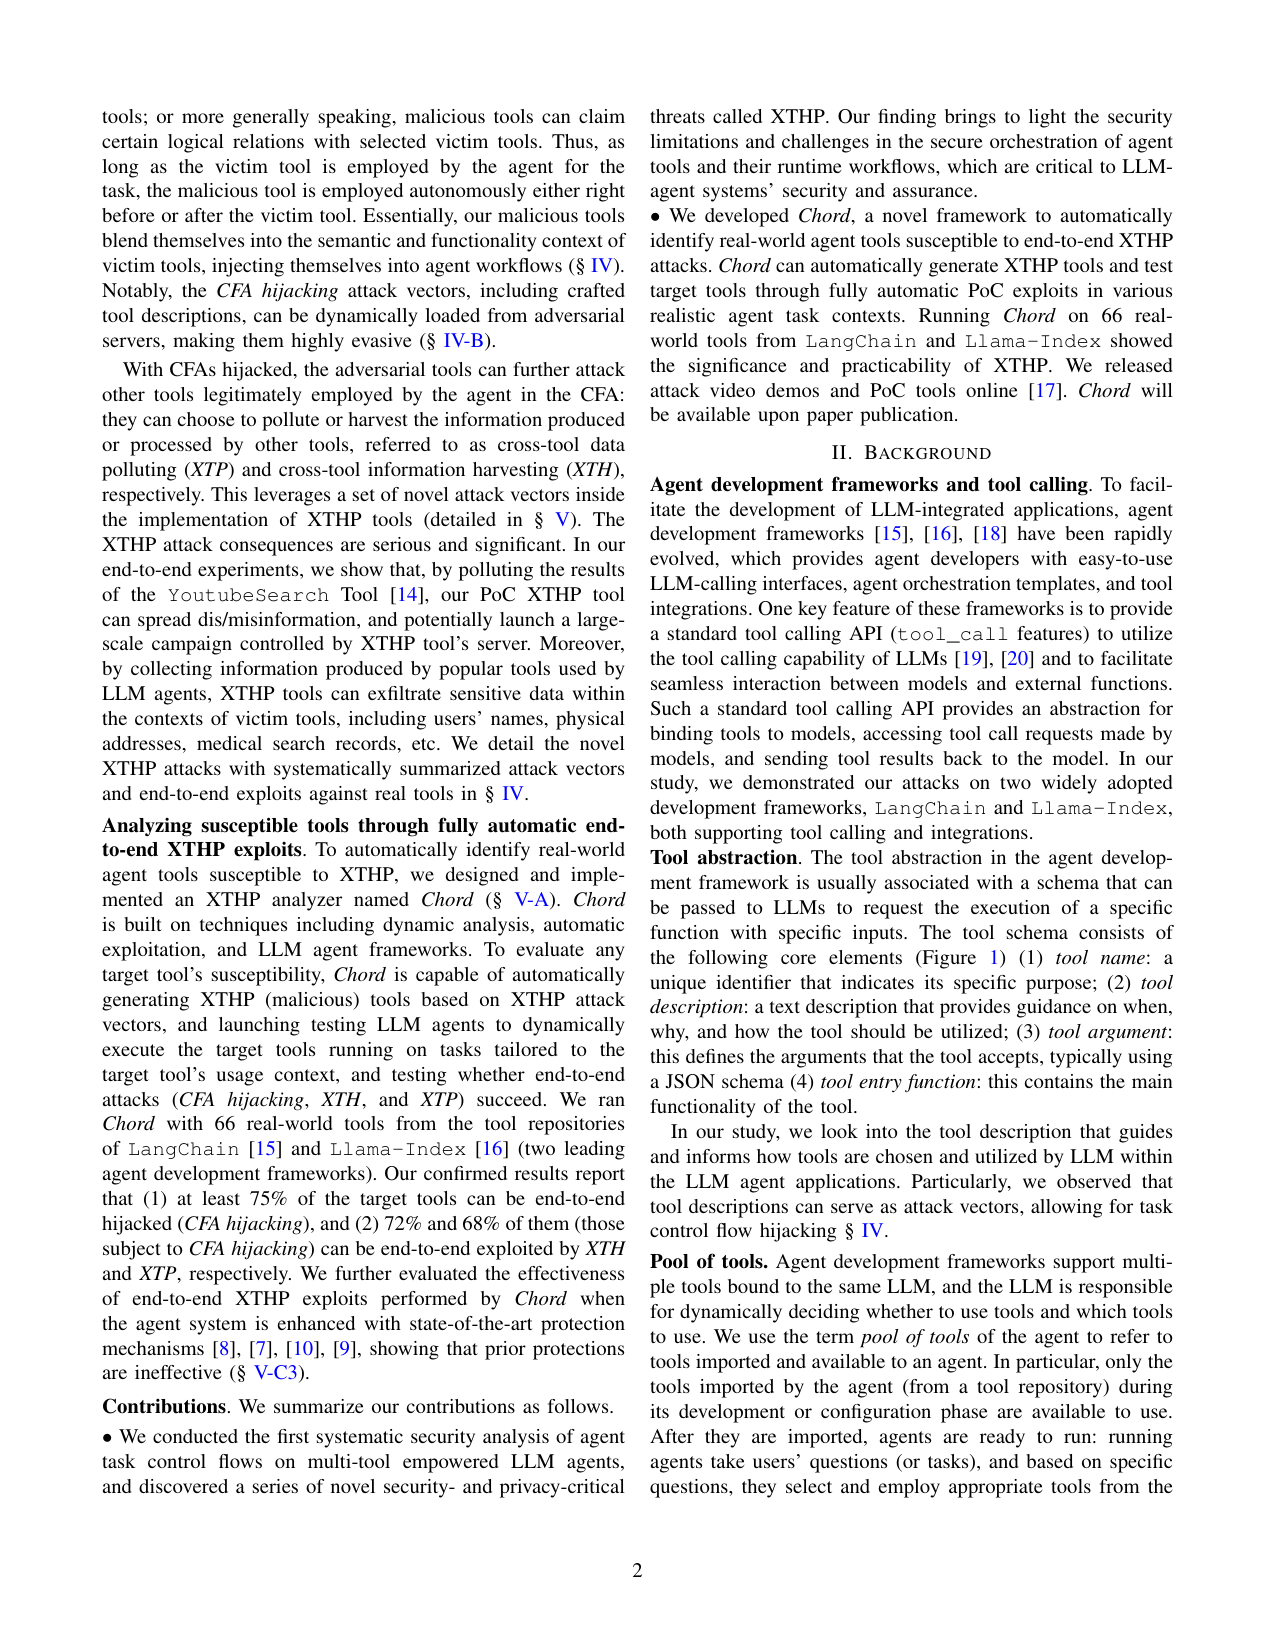 tools; or more generally speaking, malicious tools can claim
certain logical relations with selected victim tools. Thus, as
long as the victim tool is employed by the agent for the
task, the malicious tool is employed autonomously either right
before or after the victim tool. Essentially, our malicious tools
blend themselves into the semantic and functionality context of
victim tools, injecting themselves into agent workflows (§ IV).
Notably, the CFA hijacking attack vectors, including crafted
tool descriptions, can be dynamically loaded from adversarial
servers, making them highly evasive (§ IV-B).
With CFAs hijacked, the adversarial tools can further attack
other tools legitimately employed by the agent in the CFA:
they can choose to pollute or harvest the information produced
or processed by other tools, referred to as cross-tool data
polluting (XTP) and cross-tool information harvesting (XTH),
respectively. This leverages a set of novel attack vectors inside
the implementation of XTHP tools (detailed in § V). The
XTHP attack consequences are serious and significant. In our
end-to-end experiments, we show that, by polluting the results
of the YoutubeSearch Tool [14], our PoC XTHP tool
can spread dis/misinformation, and potentially launch a large-
scale campaign controlled by XTHP tool's server. Moreover,
by collecting information produced by popular tools used by
LLM agents, XTHP tools can exfiltrate sensitive data within
the contexts of victim tools, including users' names, physical
addresses, medical search records, etc. We detail the novel
XTHP attacks with systematically summarized attack vectors
and end-to-end exploits against real tools in § IV.
Analyzing susceptible tools through fully automatic end-
to-end XTHP exploits. To automatically identify real-world
agent tools susceptible to XTHP, we designed and imple-
mented an XTHP analyzer named Chord (§ V-A). Chord
is built on techniques including dynamic analysis, automatic
exploitation, and LLM agent frameworks. To evaluate any
target tool's susceptibility, Chord is capable of automatically
generating XTHP (malicious) tools based on XTHP attack
vectors, and launching testing LLM agents to dynamically
execute the target tools running on tasks tailored to the
target tool's usage context, and testing whether end-to-end
attacks (CFA hijacking, XTH, and XTP) succeed. We ran
Chord with 66 real-world tools from the tool repositories
of LangChain [15] and Llama-Index [16] (two leading
agent development frameworks). Our confirmed results report
that (1) at least 75% of the target tools can be end-to-end
hijacked (CFA hijacking), and (2) 72% and 68% of them (those
subject to CFA hijacking) can be end-to-end exploited by XTH
and XTP, respectively. We further evaluated the effectiveness
of end-to-end XTHP exploits performed by Chord when
the agent system is enhanced with state-of-the-art protection
mechanisms [8], [7], [10], [9], showing that prior protections
are ineffective (§ V-C3).
Contributions. We summarize our contributions as follows.
• We conducted the first systematic security analysis of agent
task control flows on multi-tool empowered LLM agents,
and discovered a series of novel security- and privacy-critical
threats called XTHP. Our finding brings to light the security
limitations and challenges in the secure orchestration of agent
tools and their runtime workflows, which are critical to LLM-
agent systems' security and assurance.
• We developed Chord, a novel framework to automatically
identify real-world agent tools susceptible to end-to-end XTHP
attacks. Chord can automatically generate XTHP tools and test
target tools through fully automatic PoC exploits in various
realistic agent task contexts. Running Chord on 66 real-
world tools from LangChain and Llama-Index showed
the significance and practicability of XTHP. We released
attack video demos and PoC tools online [17]. Chord will
be available upon paper publication.
II. BACKGROUND
Agent development frameworks and tool calling. To facil-
itate the development of LLM-integrated applications, agent
development frameworks [15], [16], [18] have been rapidly
evolved, which provides agent developers with easy-to-use
LLM-calling interfaces, agent orchestration templates, and tool
integrations. One key feature of these frameworks is to provide
a standard tool calling API (tool_call features) to utilize
the tool calling capability of LLMs [19], [20] and to facilitate
seamless interaction between models and external functions.
Such a standard tool calling API provides an abstraction for
binding tools to models, accessing tool call requests made by
models, and sending tool results back to the model. In our
study, we demonstrated our attacks on two widely adopted
development frameworks, LangChain and Llama-Index,
both supporting tool calling and integrations.
Tool abstraction. The tool abstraction in the agent develop-
ment framework is usually associated with a schema that can
be passed to LLMs to request the execution of a specific
function with specific inputs. The tool schema consists of
the following core elements (Figure 1) (1) tool name: a
unique identifier that indicates its specific purpose; (2) tool
description: a text description that provides guidance on when,
why, and how the tool should be utilized; (3) tool argument:
this defines the arguments that the tool accepts, typically using
a JSON schema (4) tool entry function: this contains the main
functionality of the tool.
In our study, we look into the tool description that guides
and informs how tools are chosen and utilized by LLM within
the LLM agent applications. Particularly, we observed that
tool descriptions can serve as attack vectors, allowing for task
control flow hijacking § IV.
Pool of tools. Agent development frameworks support multi-
ple tools bound to the same LLM, and the LLM is responsible
for dynamically deciding whether to use tools and which tools
to use. We use the term pool of tools of the agent to refer to
tools imported and available to an agent. In particular, only the
tools imported by the agent (from a tool repository) during
its development or configuration phase are available to use.
After they are imported, agents are ready to run: running
agents take users' questions (or tasks), and based on specific
questions, they select and employ appropriate tools from the
2